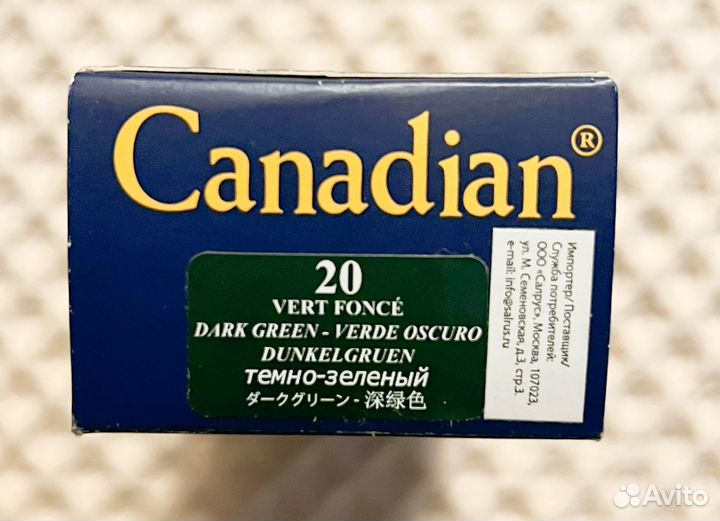 Canadian®
20
VERT FONCÉ
DARK GREEN - VERDE OSCURO
DUNKELGRUEN
темно-зеленый
ダークグリーン - 深绿色
Импортер/Поставщик/
Служба потребителей:
ООО «Салрус», Москва, 107023,
ул. М. Семеновская, д.3, стр.3.
e-mail: info@salrus.ru
Avito